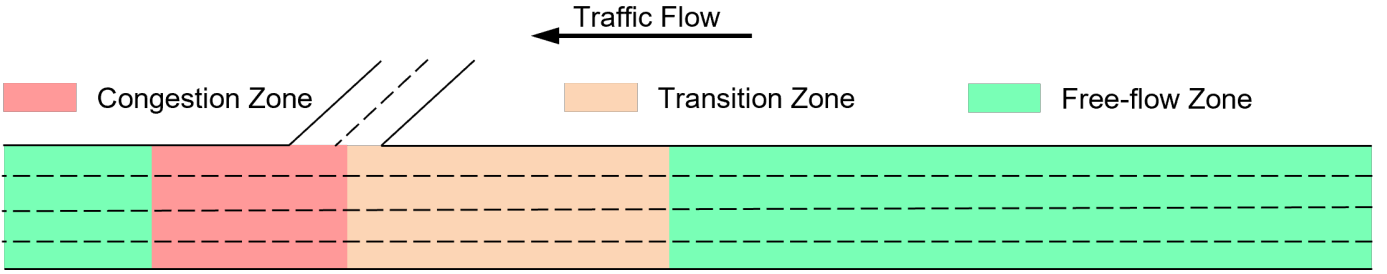 Traffic Flow
Congestion Zone
Transition Zone
Free-flow Zone